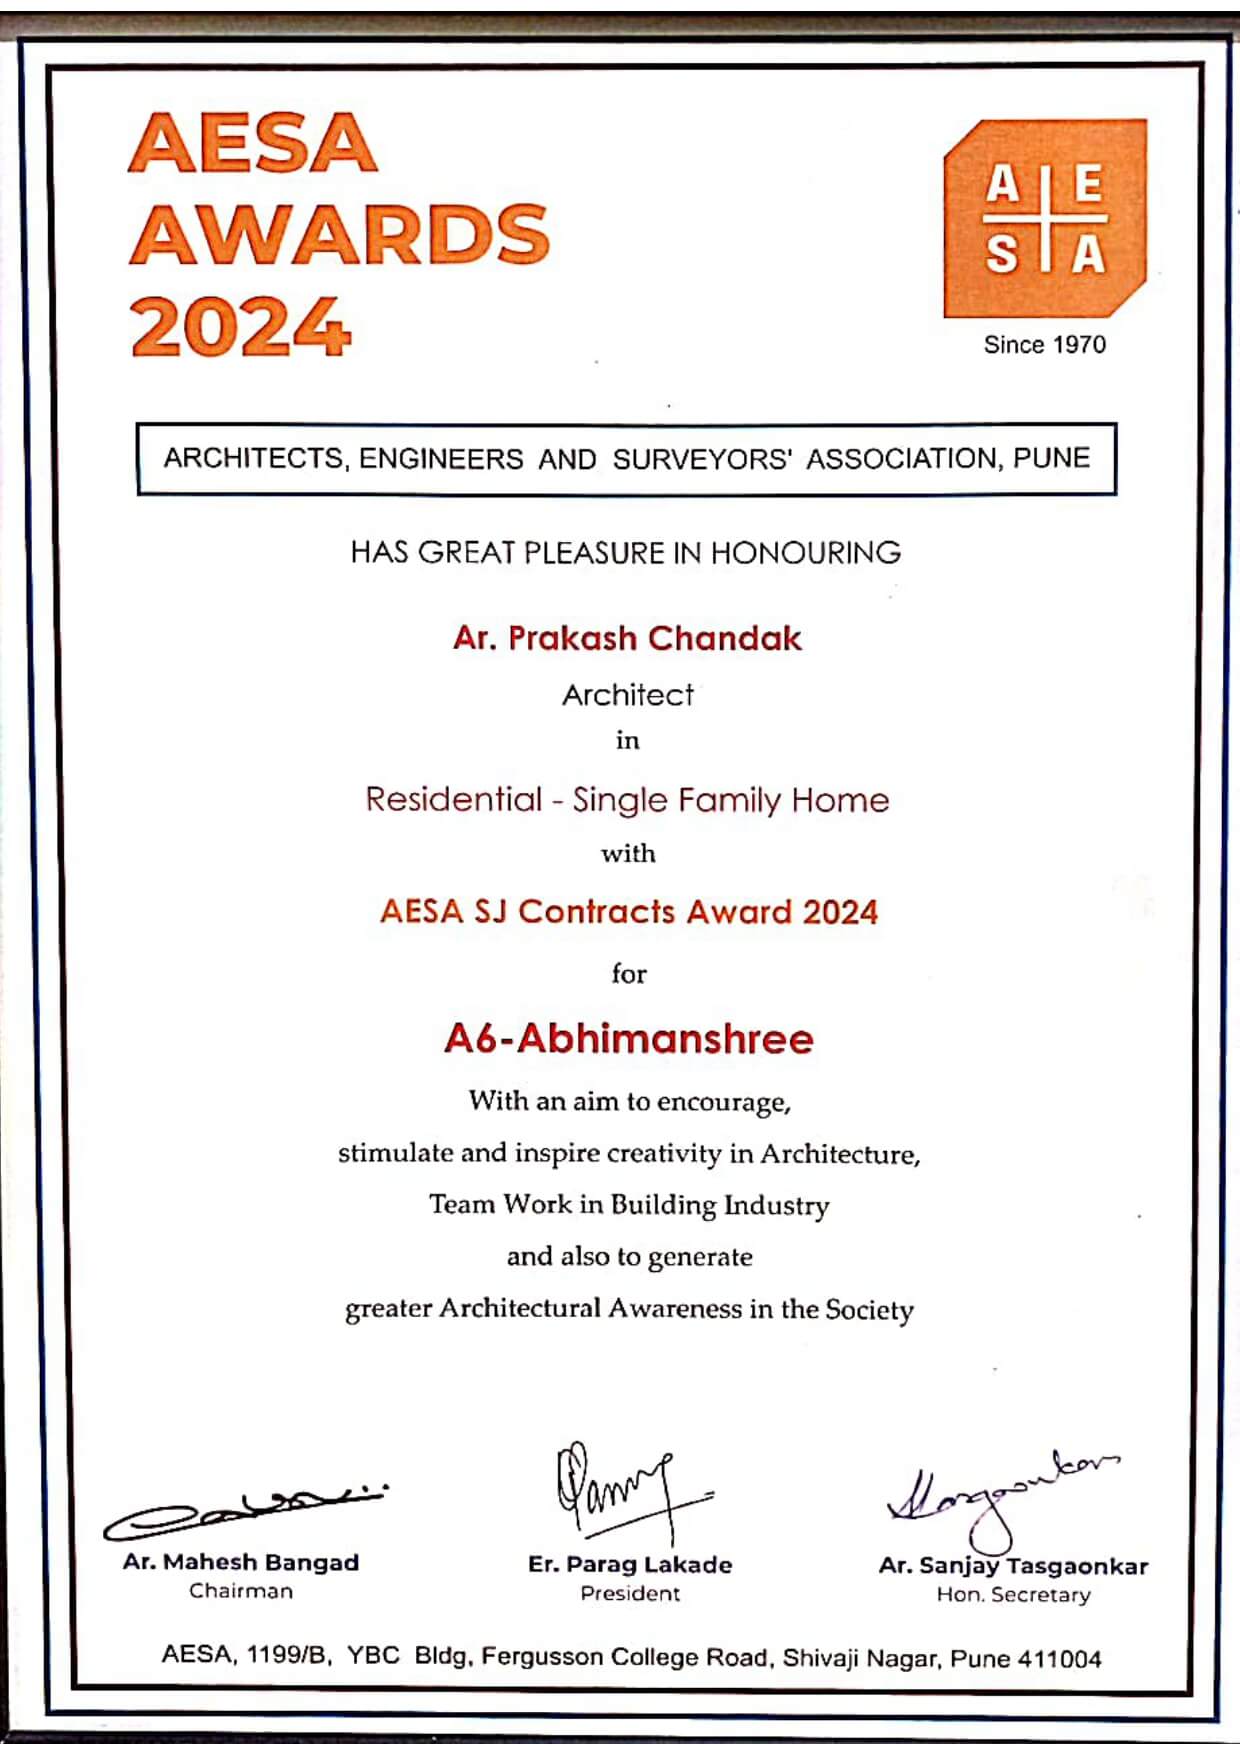 AESA
AWARDS
2024
A E
S A
Since 1970
ARCHITECTS, ENGINEERS AND SURVEYORS' ASSOCIATION, PUNE
HAS GREAT PLEASURE IN HONOURING
Ar. Prakash Chandak
Architect
in
Residential - Single Family Home
with
AESA SJ Contracts Award 2024
for
A6-Abhimanshree
With an aim to encourage,
stimulate and inspire creativity in Architecture,
Team Work in Building Industry
and also to generate
greater Architectural Awareness in the Society
Ar. Mahesh Bangad
Chairman
Er. Parag Lakade
President
Ar. Sanjay Tasgaonkar
Hon. Secretary
AESA, 1199/B, YBC Bldg, Fergusson College Road, Shivaji Nagar, Pune 411004